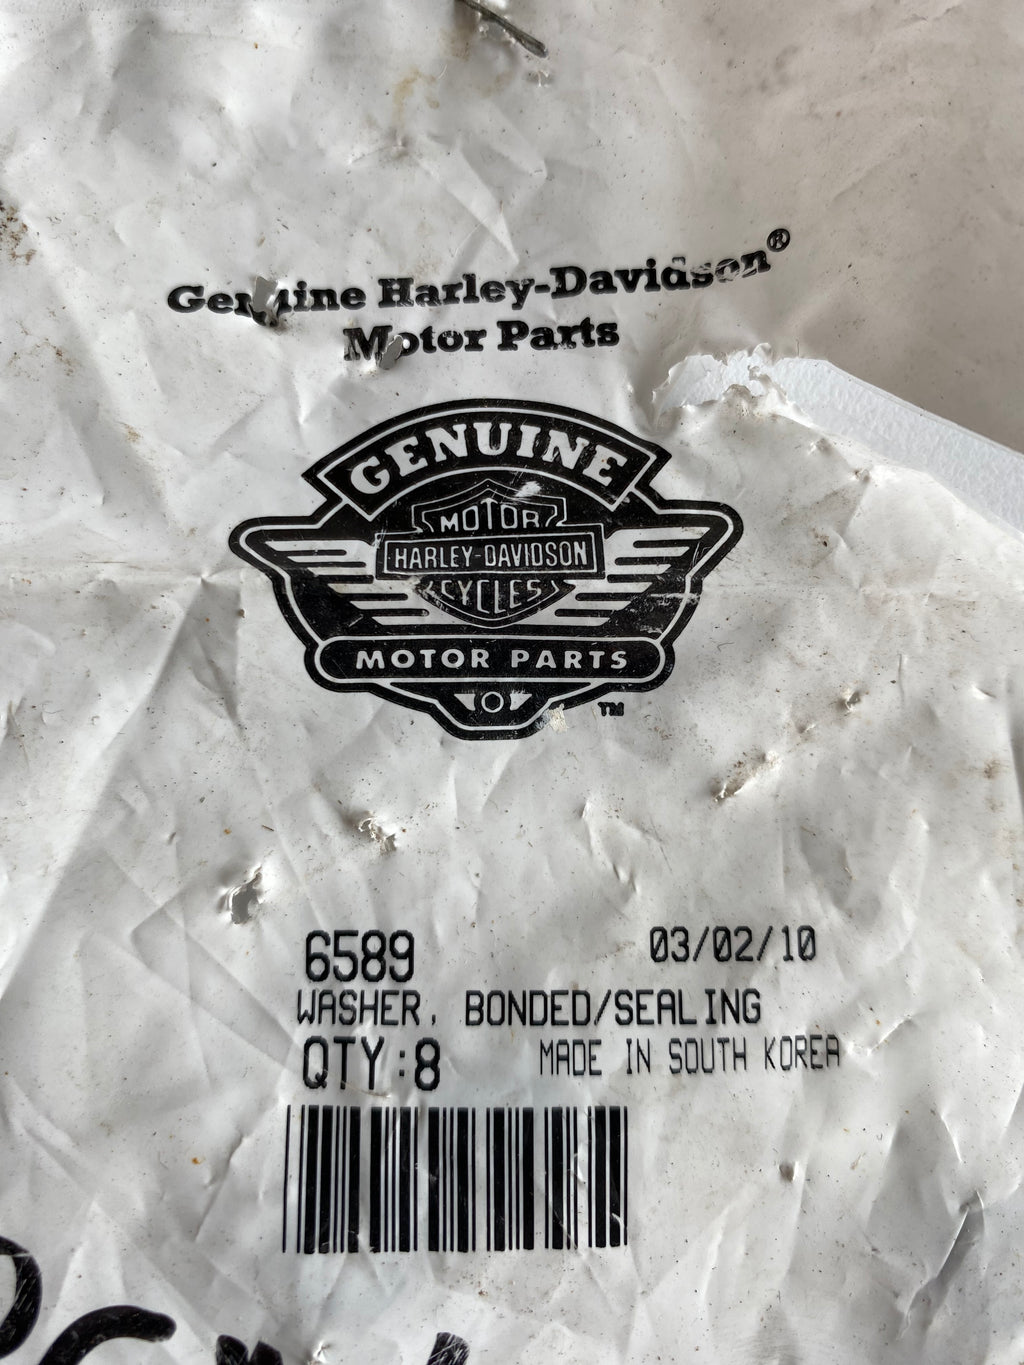 Genuine Harley-Davidson®
Motor Parts
GENUINE
MOTOR
HARLEY-DAVIDSON
CYCLES
MOTOR PARTS
TM
6589 03/02/10
WASHER, BONDED/SEALING
QTY:8 MADE IN SOUTH KOREA